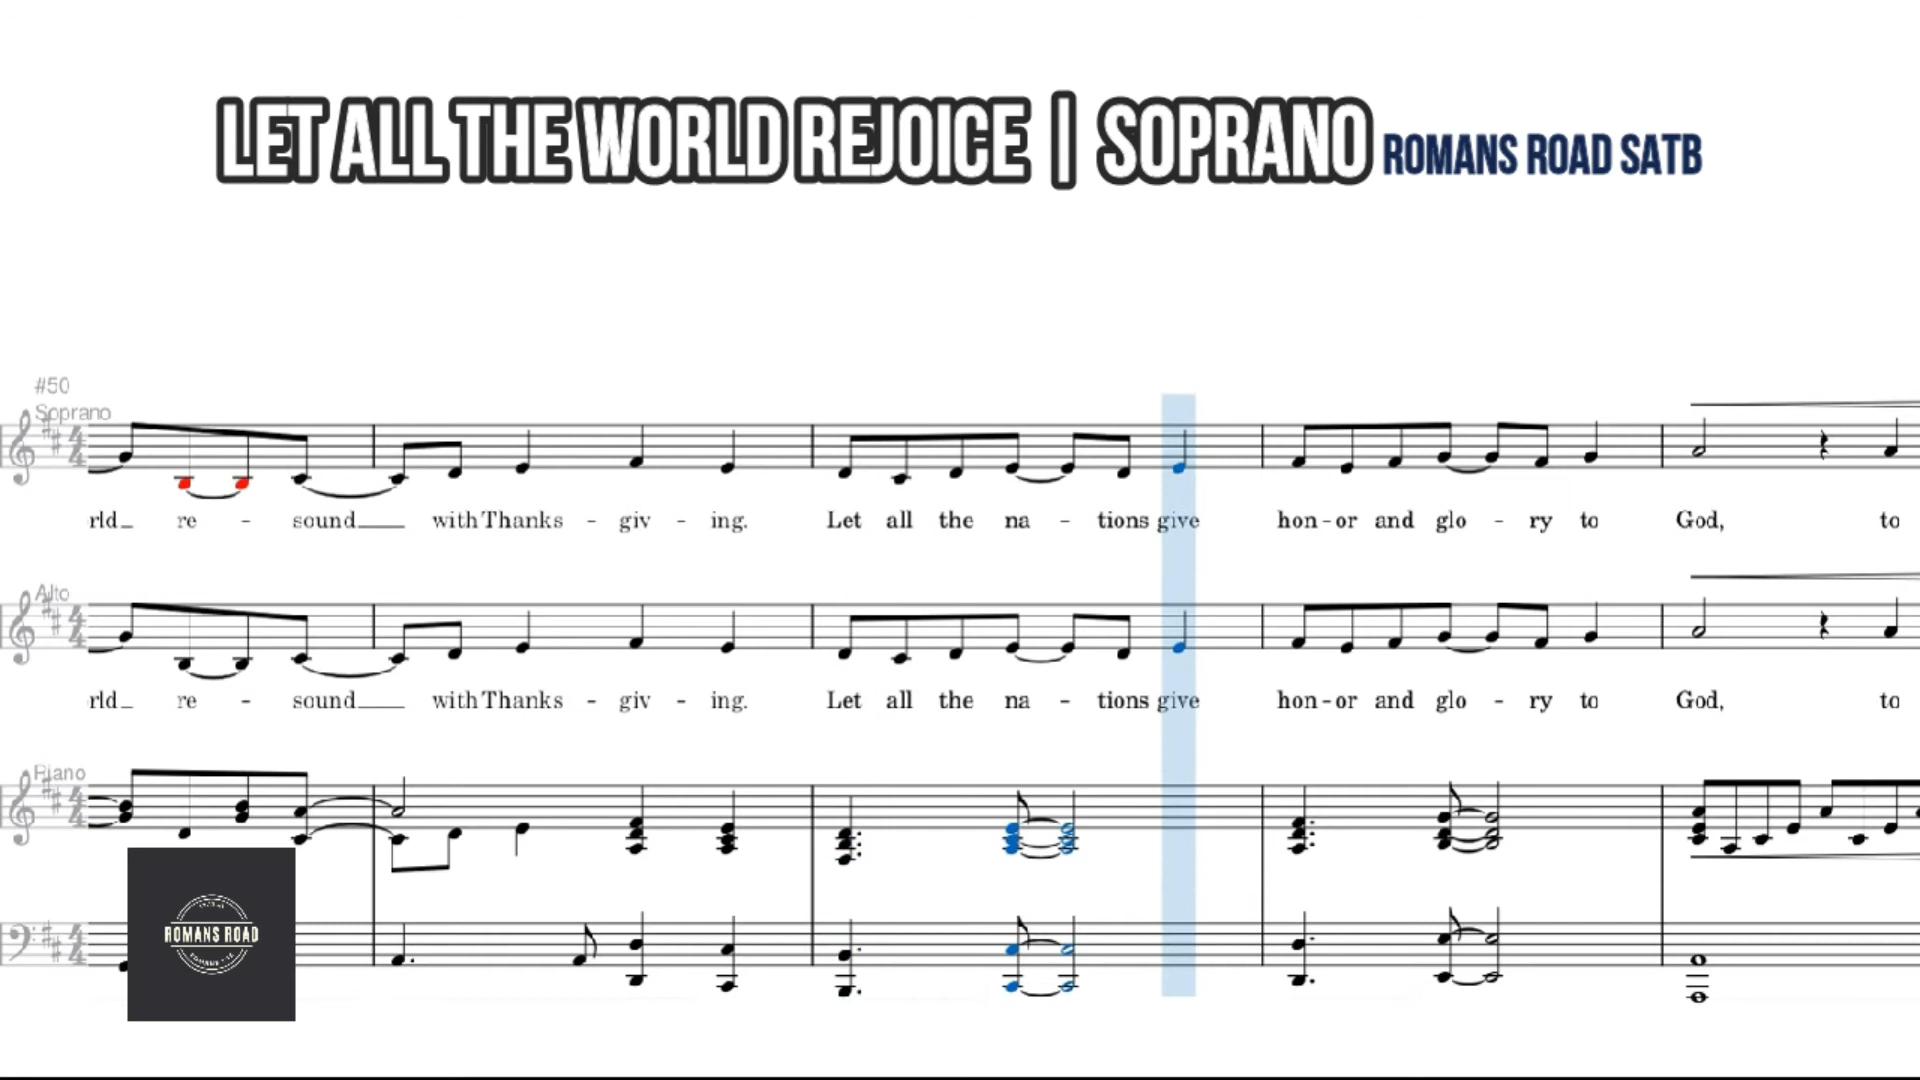 LET ALL THE WORLD REJOICE | SOPRANO ROMANS ROAD SATB
#50
Soprano
rld_ re - sound___ with Thanks - giv - ing. Let all the na - tions give hon - or and glo - ry to God, to
Alto
rld_ re - sound___ with Thanks - giv - ing. Let all the na - tions give hon - or and glo - ry to God, to
Piano
ROMANS ROAD